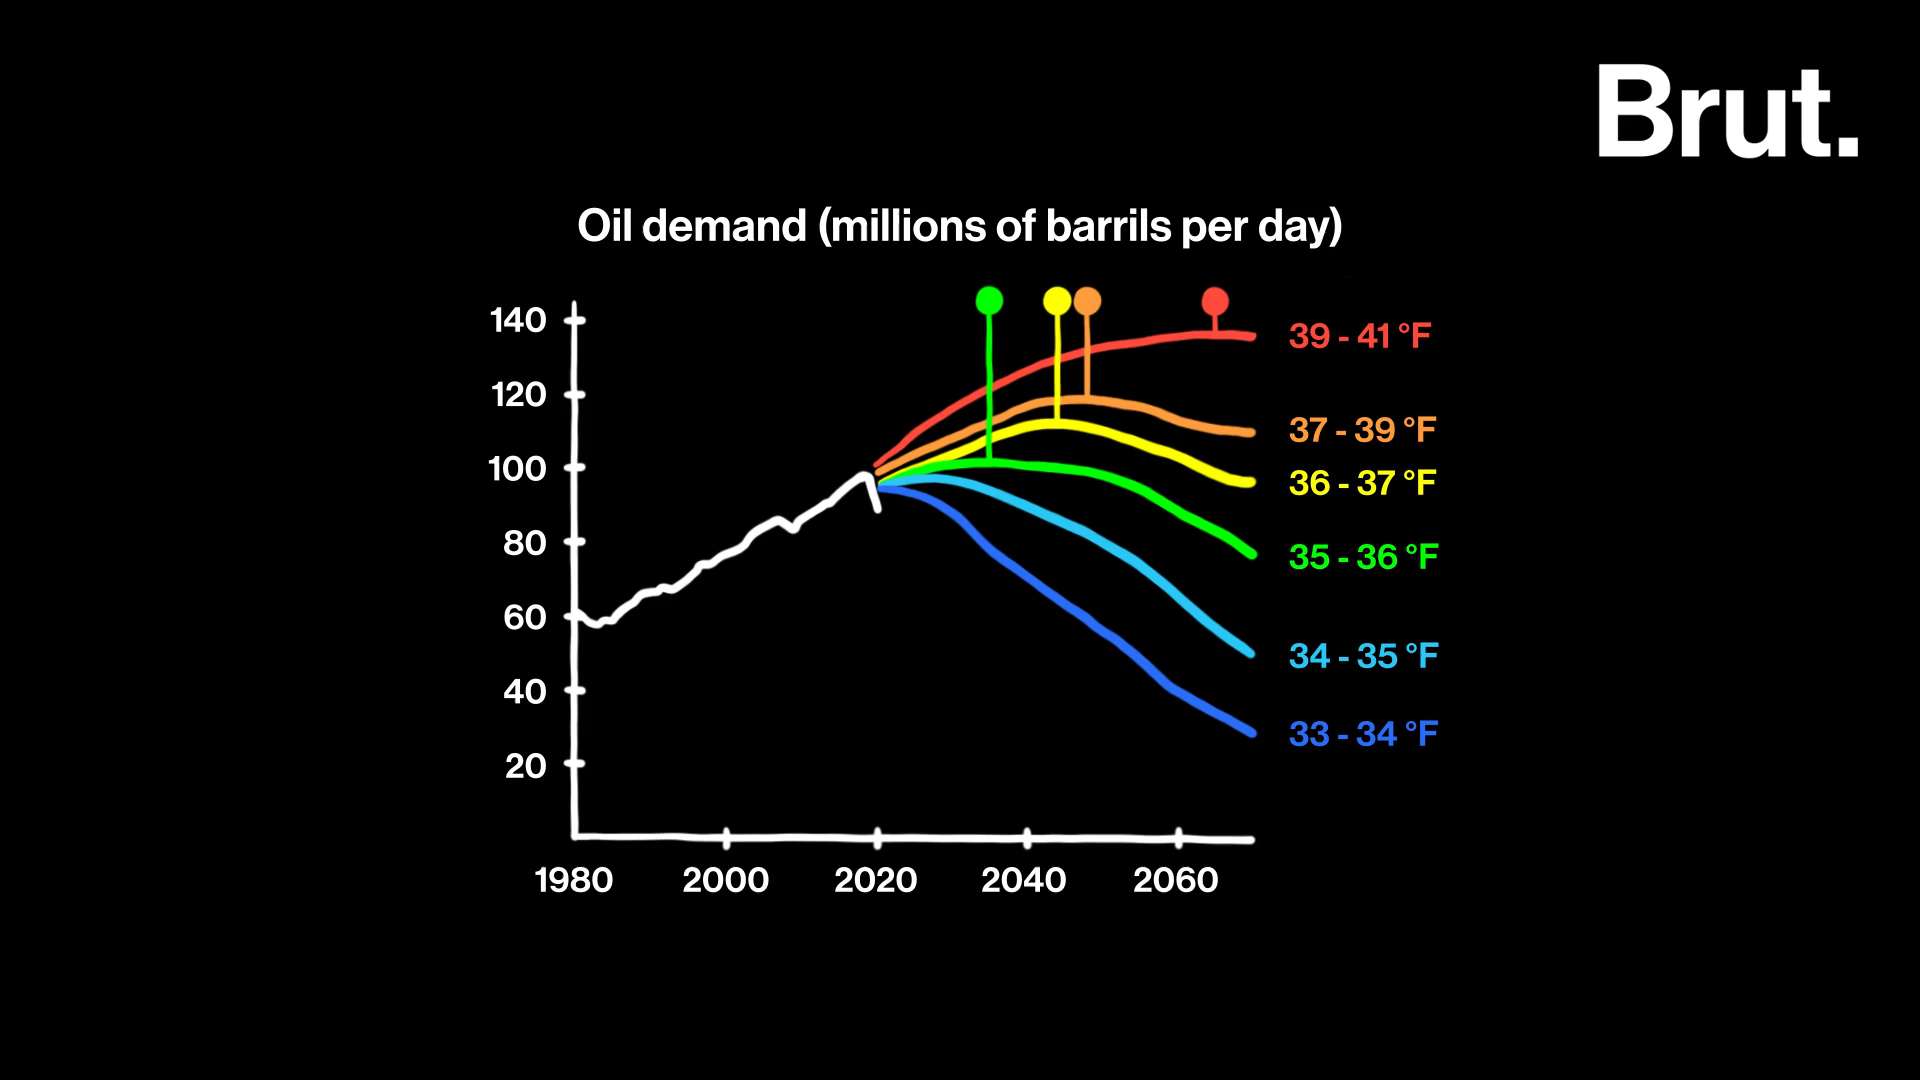 Brut.
Oil demand (millions of barrils per day)
140
120
100
80
60
40
20
1980 2000 2020 2040 2060
39 - 41 °F
37 - 39 °F
36 - 37 °F
35 - 36 °F
34 - 35 °F
33 - 34 °F